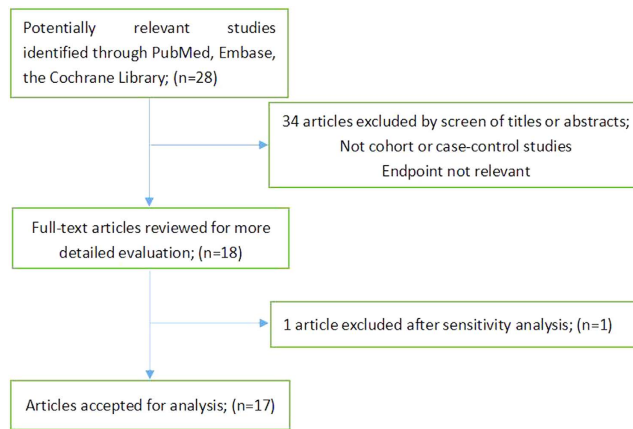 Potentially relevant studies
identified through PubMed, Embase,
the Cochrane Library; (n=28)
34 articles excluded by screen of titles or abstracts;
Not cohort or case-control studies
Endpoint not relevant
Full-text articles reviewed for more
detailed evaluation; (n=18)
1 article excluded after sensitivity analysis; (n=1)
Articles accepted for analysis; (n=17)